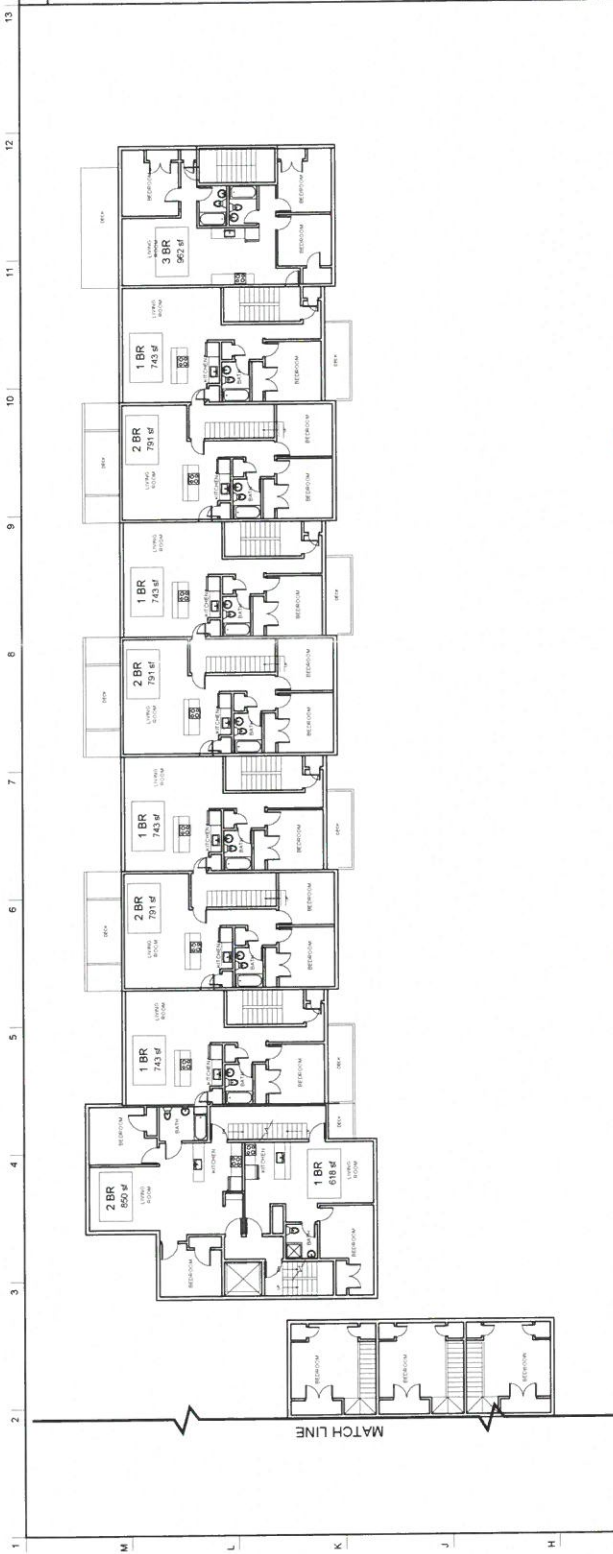 13
12
BEDROOM
DECK
LIVING
ROOM
3 BR
962 sf
BEDROOM
BEDROOM
11
LIVING
ROOM
1 BR
743 sf
KITCHEN
BATH
BEDROOM
DECK
10
2 BR
791 sf
DECK
LIVING
ROOM
KITCHEN
BATH
BEDROOM
BEDROOM
9
LIVING
ROOM
1 BR
743 sf
KITCHEN
BATH
BEDROOM
DECK
8
2 BR
791 sf
DECK
LIVING
ROOM
KITCHEN
BATH
BEDROOM
BEDROOM
7
LIVING
ROOM
1 BR
743 sf
KITCHEN
BATH
BEDROOM
DECK
6
2 BR
791 sf
DECK
LIVING
ROOM
KITCHEN
BATH
BEDROOM
BEDROOM
5
LIVING
ROOM
1 BR
743 sf
KITCHEN
BATH
BEDROOM
DECK
DECK
4
BEDROOM
BATH
2 BR
850 sf
LIVING
ROOM
KITCHEN
KITCHEN
1 BR
618 sf
LIVING
ROOM
BATH
BEDROOM
BEDROOM
3
BEDROOM
BEDROOM
BEDROOM
2
MATCH LINE
1
M
L
K
J
H